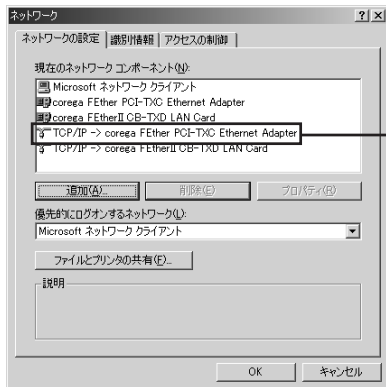 ネットワーク
ネットワークの設定 識別情報 アクセスの制御
現在のネットワーク コンポーネント(N):
Microsoft ネットワーク クライアント
corega FEther PCI-TXC Ethernet Adapter
corega FEtherII CB-TXD LAN Card
TCP/IP -> corega FEther PCI-TXC Ethernet Adapter
TCP/IP -> corega FEtherII CB-TXD LAN Card
追加(A)... 削除(E) プロパティ(R)
優先的にログオンするネットワーク(L):
Microsoft ネットワーク クライアント
ファイルとプリンタの共有(F)...
説明
OK キャンセル